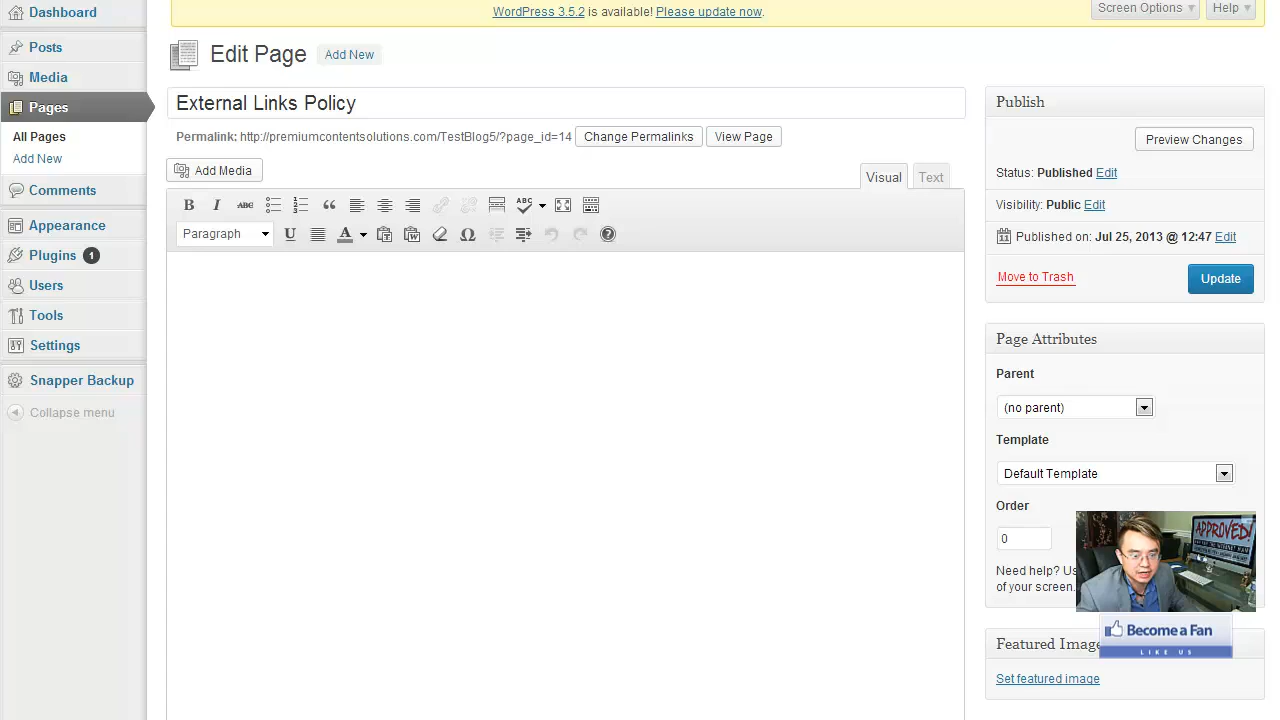 Dashboard
Posts
Media
Pages
All Pages
Add New
Comments
Appearance
Plugins 1
Users
Tools
Settings
Snapper Backup
Collapse menu
WordPress 3.5.2 is available! Please update now.
Screen Options
Help
Edit Page
Add New
External Links Policy
Permalink: http://premiumcontentsolutions.com/TestBlog5/?page_id=14 Change Permalinks View Page
Add Media
Visual
Text
B I ABC ABC
Paragraph U A Ω ?
Publish
Preview Changes
Status: Published Edit
Visibility: Public Edit
11 Published on: Jul 25, 2013 @ 12:47 Edit
Move to Trash
Update
Page Attributes
Parent
(no parent)
Template
Default Template
Order
0
Need help?
of your screen.
APPROVED!
Become a Fan
LIKE US
Featured
Set featured image